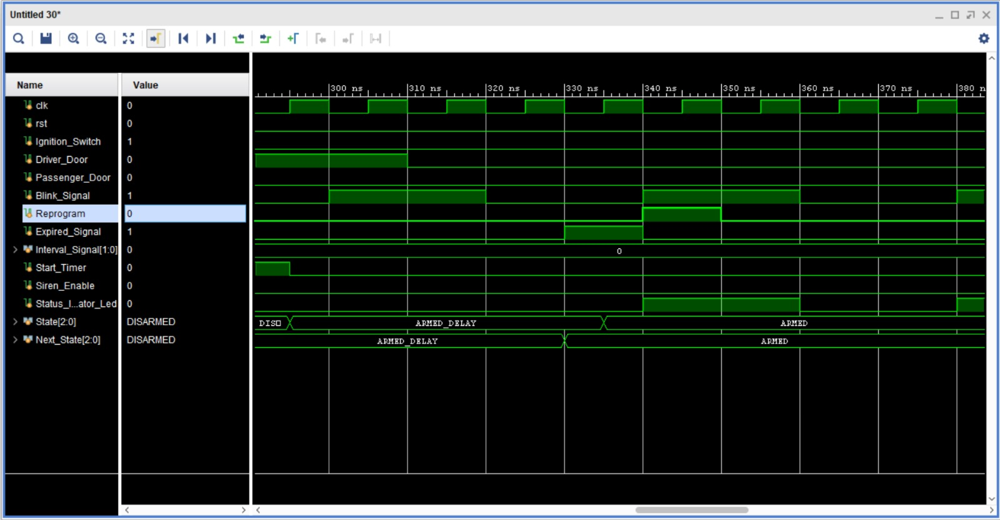 Untitled 30*
Name Value
300 ns 310 ns 320 ns 330 ns 340 ns 350 ns 360 ns 370 ns 380 n
clk 0
rst 0
Ignition_Switch 1
Driver_Door 0
Passenger_Door 0
Blink_Signal 1
Reprogram 0
Expired_Signal 1
Interval_Signal[1:0] 0 0
Start_Timer 0
Siren_Enable 0
Status_I...ator_Led 0
State[2:0] DISARMED DIS ARMED_DELAY ARMED
Next_State[2:0] DISARMED ARMED_DELAY ARMED